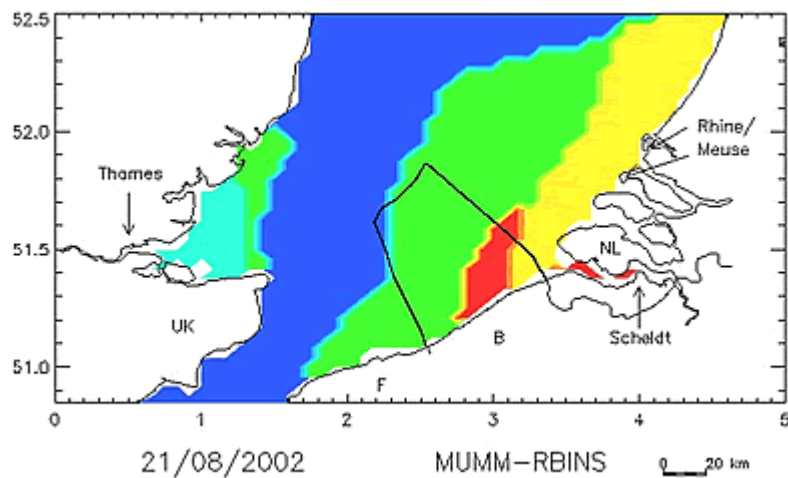 52.5
52.0
51.5
51.0
Thames
Rhine/
Meuse
NL
UK
B
Scheldt
F
0 1 2 3 4 5
21/08/2002 MUMM-RBINS 0 20 km